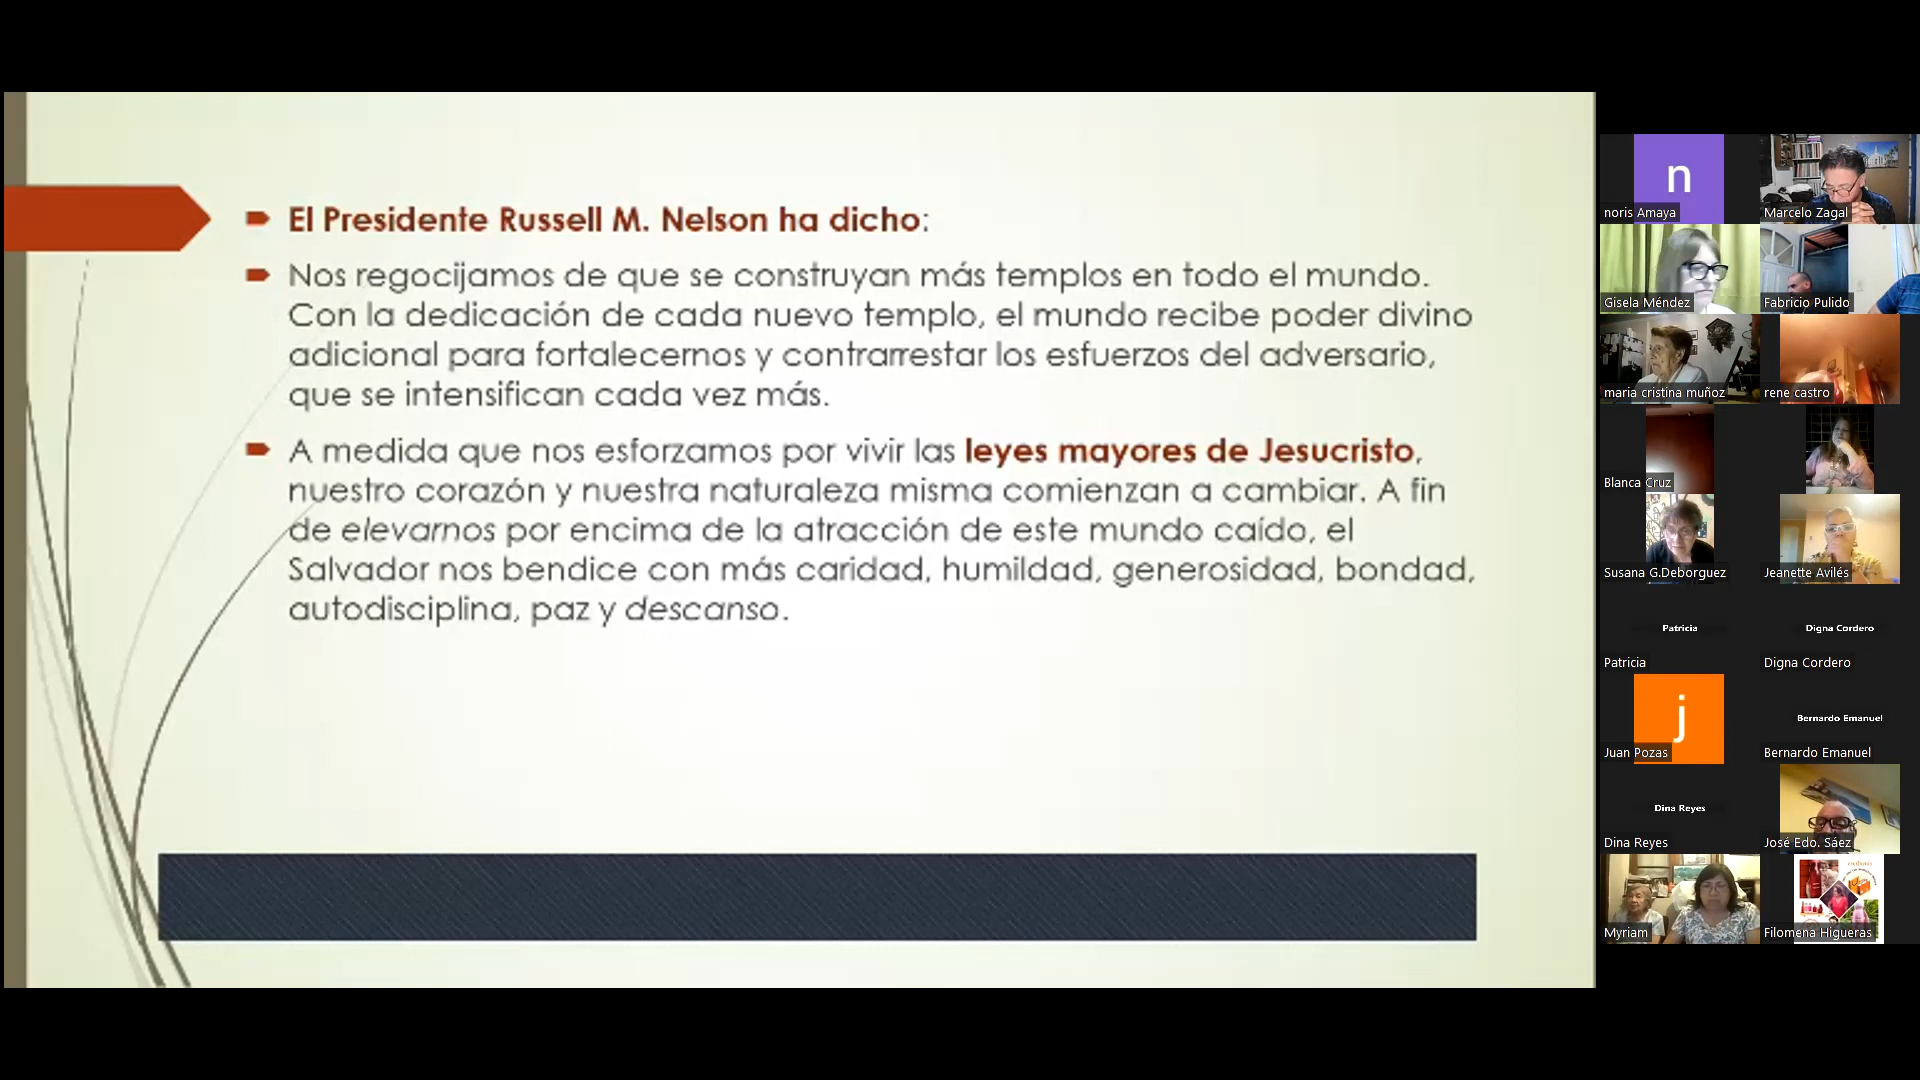 El Presidente Russell M. Nelson ha dicho:
Nos regocijamos de que se construyan más templos en todo el mundo.
Con la dedicación de cada nuevo templo, el mundo recibe poder divino
adicional para fortalecernos y contrarrestar los esfuerzos del adversario,
que se intensifican cada vez más.
A medida que nos esforzamos por vivir las leyes mayores de Jesucristo,
nuestro corazón y nuestra naturaleza misma comienzan a cambiar. A fin
de elevarnos por encima de la atracción de este mundo caído, el
Salvador nos bendice con más caridad, humildad, generosidad, bondad,
autodisciplina, paz y descanso.
n
noris Amaya
Marcelo Zagal
Gisela Méndez
Fabricio Pulido
maria cristina muñoz
rene castro
Blanca Cruz
Susana G.Deborguez
Jeanette Avilés
Patricia
Patricia
Digna Cordero
Digna Cordero
j
Juan Pozas
Bernardo Emanuel
Bernardo Emanuel
Dina Reyes
Dina Reyes
José Edo. Sáez
Myriam
Filomena Higueras